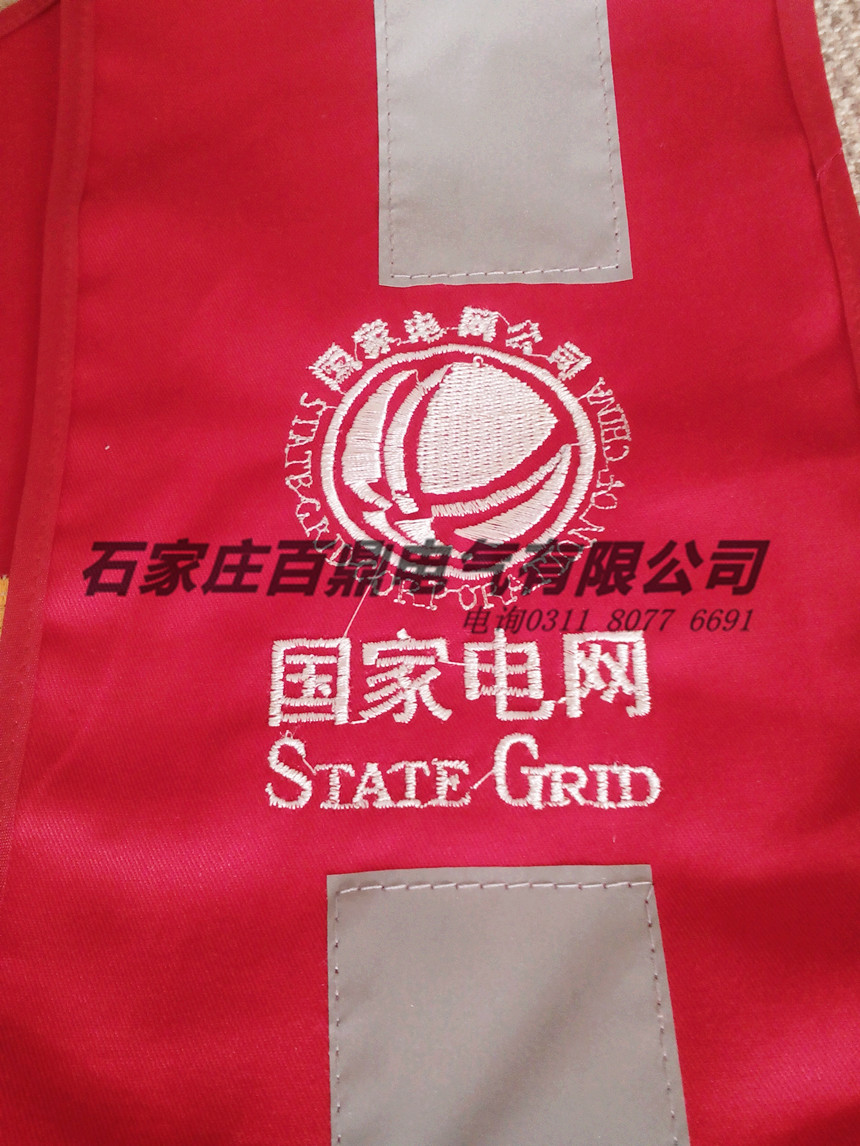 国家电网公司
STATE GRID CORPORATION OF CHINA
石家庄百鼎电气有限公司
电询0311 8077 6691
国家电网
STATE GRID